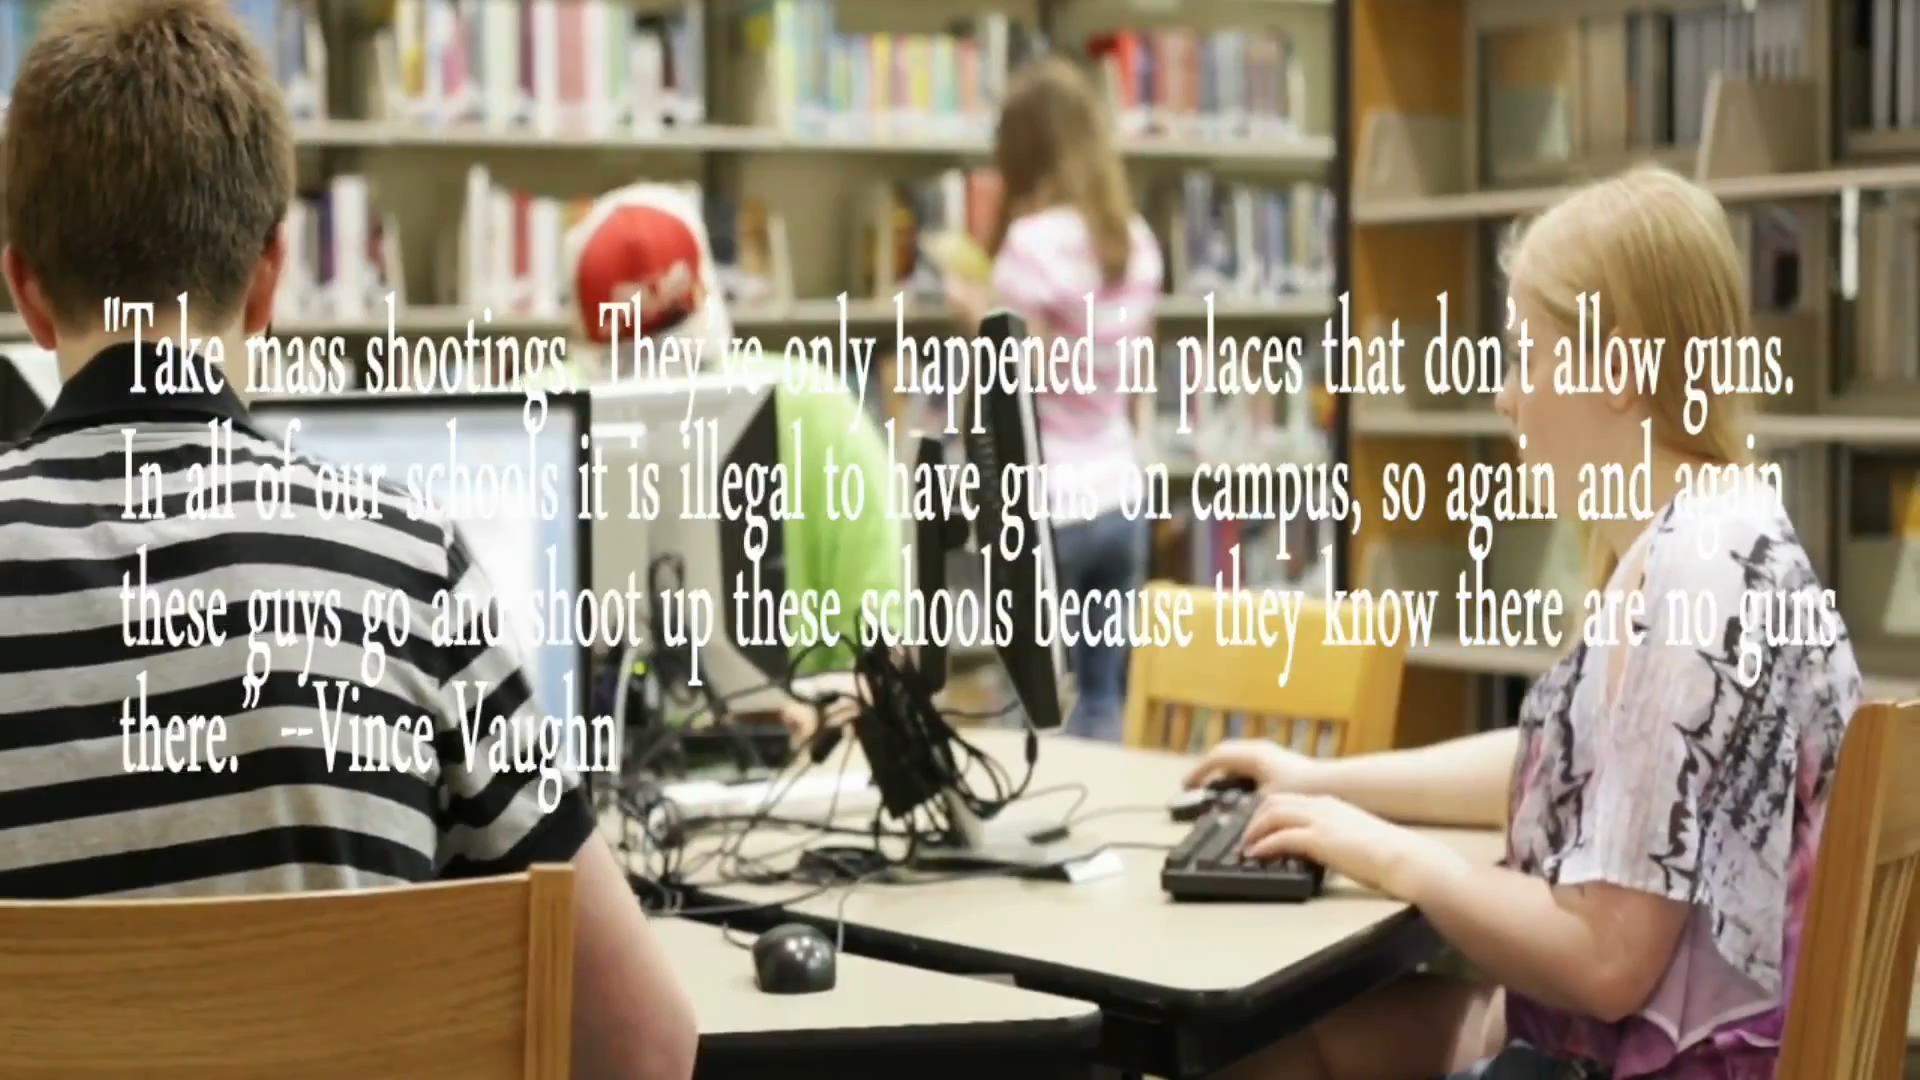 "Take mass shootings. They've only happened in places that don't allow guns.
In all of our schools it is illegal to have guns on campus, so again and again
these guys go and shoot up these schools because they know there are no guns
there.” --Vince Vaughn